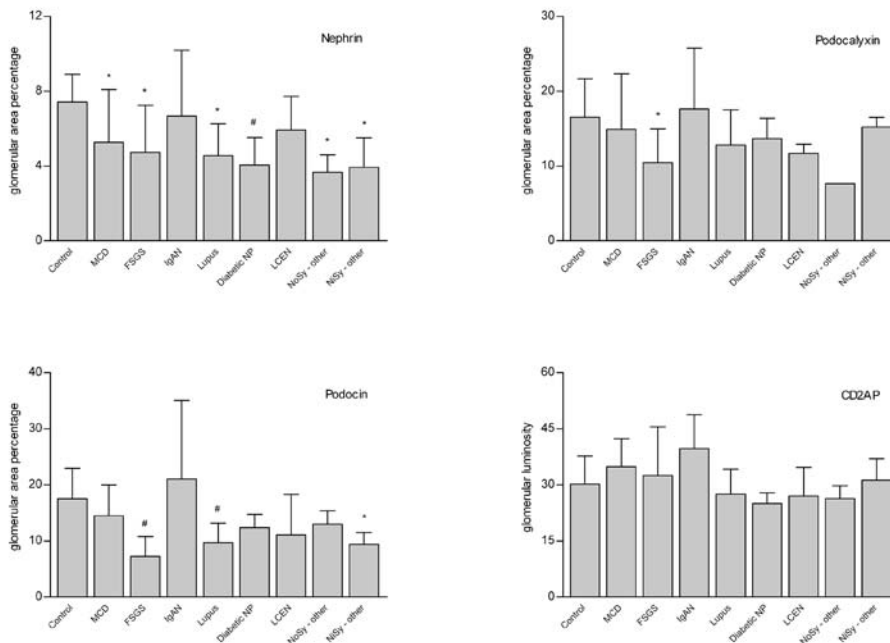 Nephrin
glomerular area percentage
12
8
4
0
* * * # * *
Control
MCD
FSGS
IgAN
Lupus
Diabetic NP
LCEN
NoSy - other
NiSy - other
Podocalyxin
glomerular area percentage
30
20
10
0
*
Control
MCD
FSGS
IgAN
Lupus
Diabetic NP
LCEN
NoSy - other
NiSy - other
Podocin
glomerular area percentage
40
30
20
10
0
# # *
Control
MCD
FSGS
IgAN
Lupus
Diabetic NP
LCEN
NoSy - other
NiSy - other
CD2AP
glomerular luminosity
60
45
30
15
0
Control
MCD
FSGS
IgAN
Lupus
Diabetic NP
LCEN
NoSy - other
NiSy - other